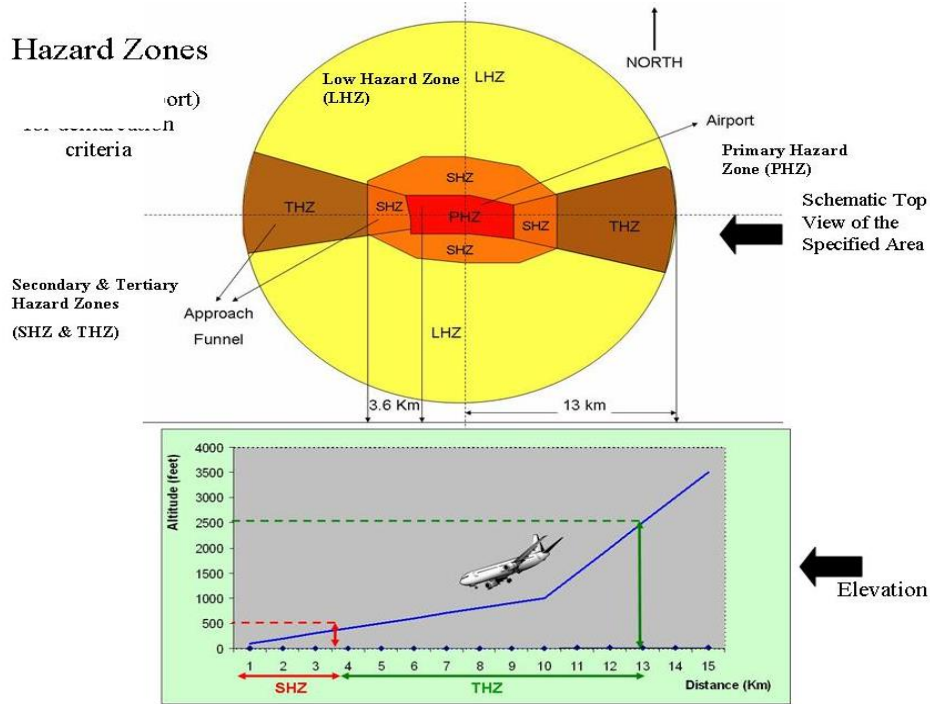 Hazard Zones
ort)
criteria
Low Hazard Zone
(LHZ)
LHZ
NORTH
Airport
Primary Hazard
Zone (PHZ)
SHZ
THZ
SHZ
PHZ
SHZ
THZ
SHZ
Schematic Top
View of the
Specified Area
Secondary & Tertiary
Hazard Zones
(SHZ & THZ)
Approach
Funnel
LHZ
3.6 Km
13 km
Altitude (feet)
4000
3500
3000
2500
2000
1500
1000
500
0
1 2 3 4 5 6 7 8 9 10 11 12 13 14 15
SHZ
THZ
Distance (Km)
Elevation